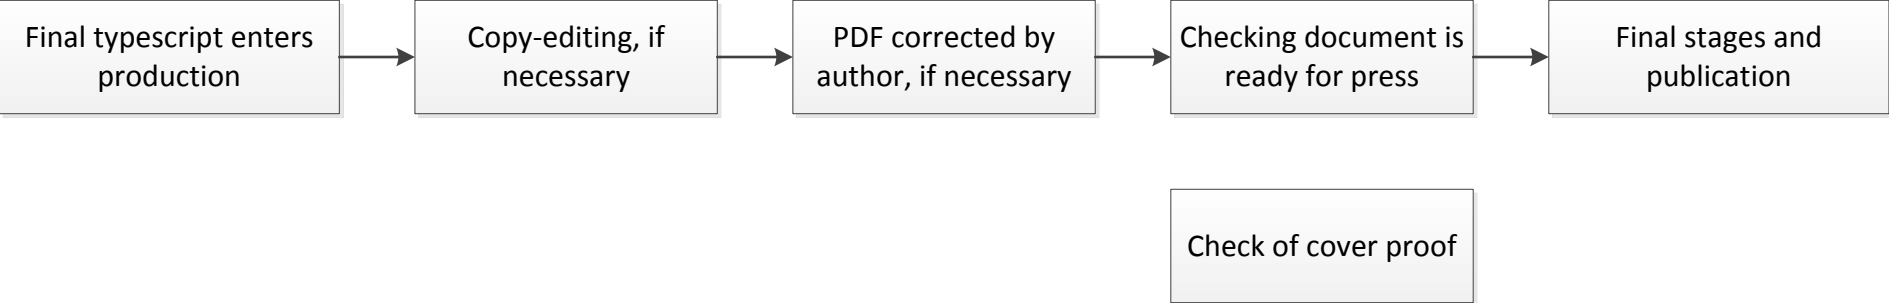 Final typescript enters
production
Copy-editing, if
necessary
PDF corrected by
author, if necessary
Checking document is
ready for press
Final stages and
publication
Check of cover proof